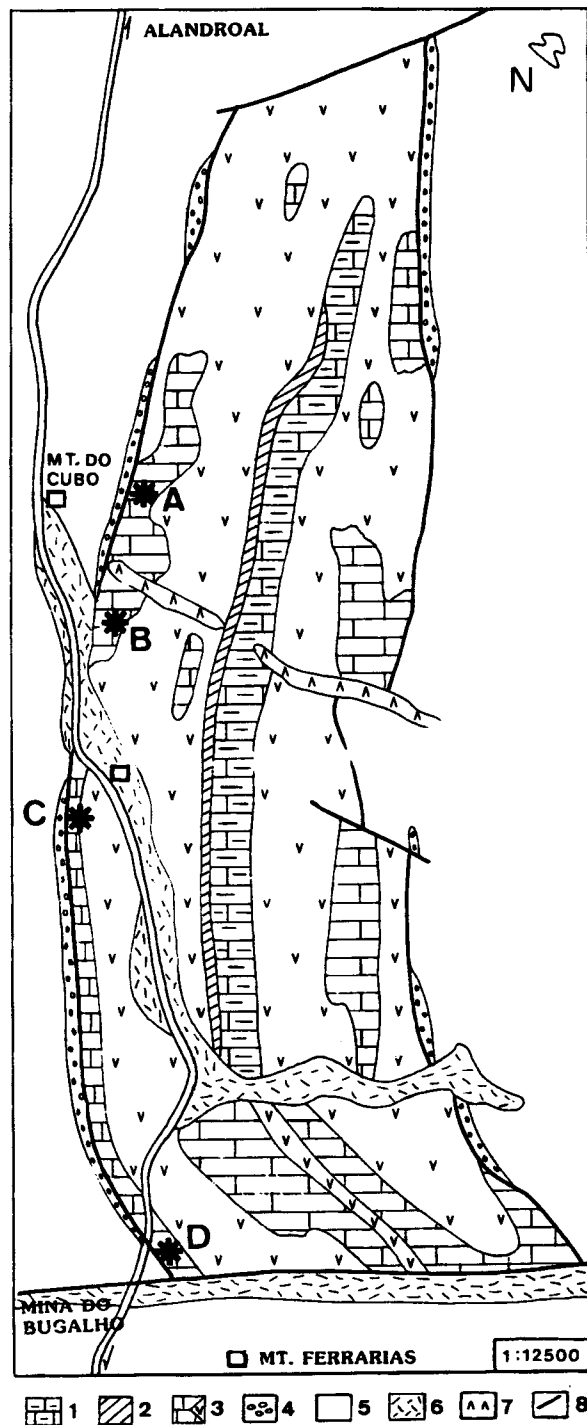 ALANDROAL
N
MT. DO
CUBO
A
B
C
D
MINA DO
BUGALHO
MT. FERRARIAS
1:12500
1 2 3 4 5 6 7 8